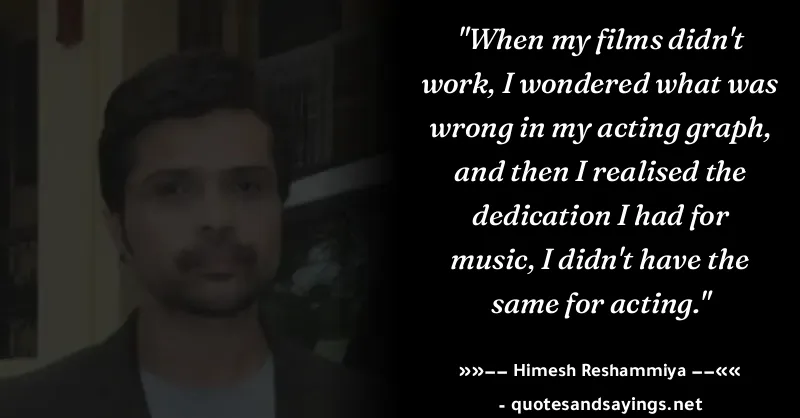 "When my films didn't
work, I wondered what was
wrong in my acting graph,
and then I realised the
dedication I had for
music, I didn't have the
same for acting."
»»-- Himesh Reshammiya --««
- quotesandsayings.net